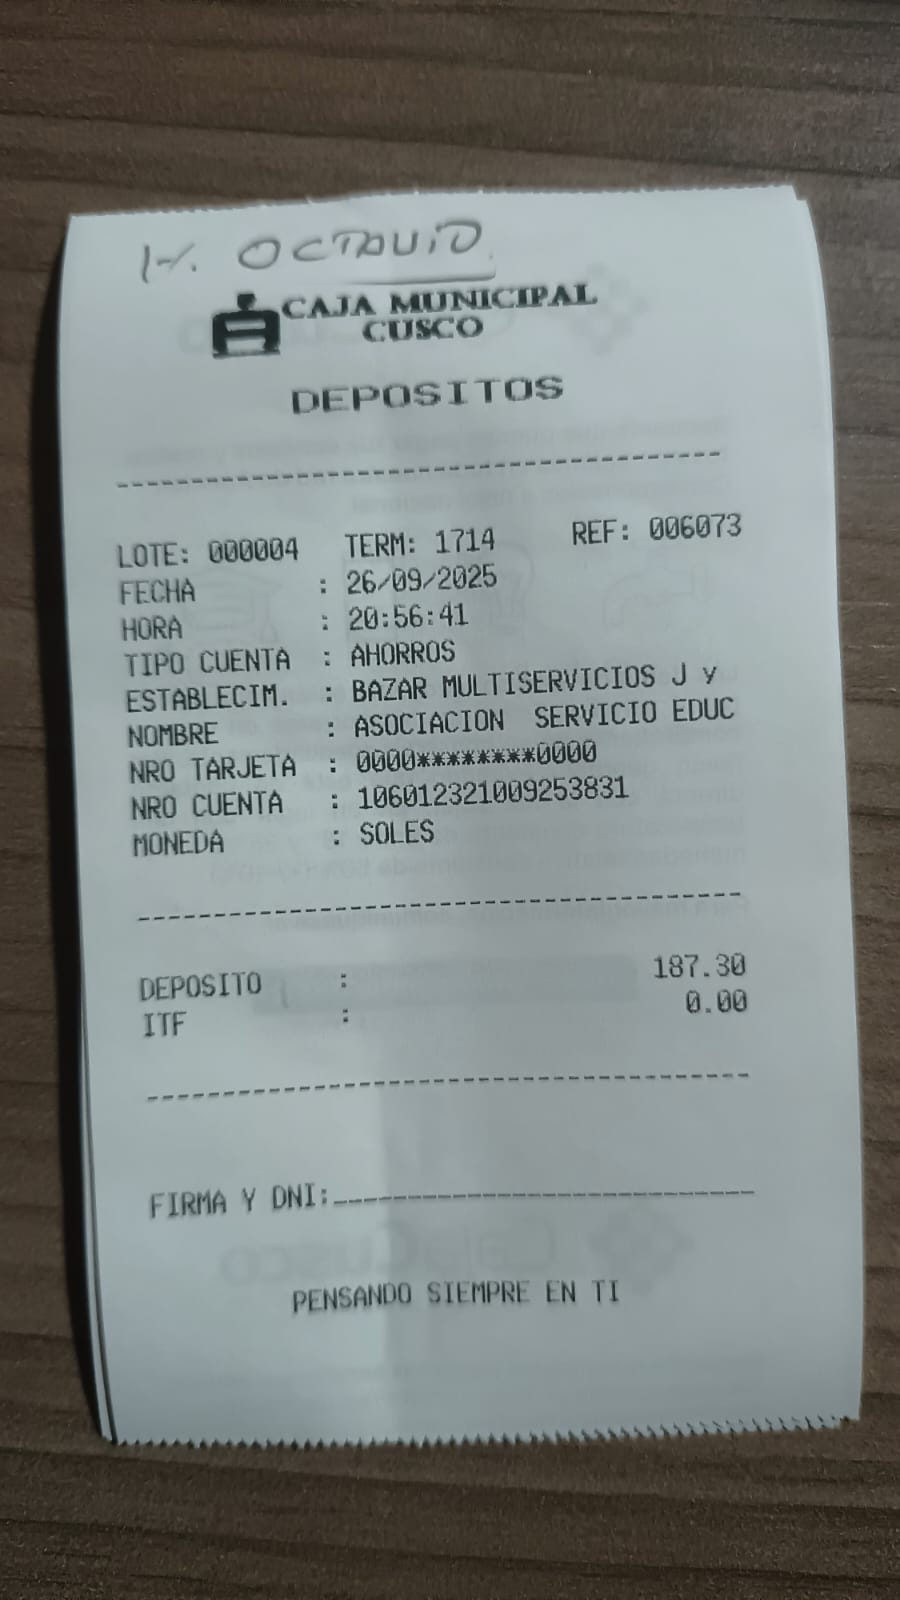 H. OCTAVIO
CAJA MUNICIPAL
CUSCO
DEPOSITOS
LOTE: 000004 TERM: 1714 REF: 006073
FECHA : 26/09/2025
HORA : 20:56:41
TIPO CUENTA : AHORROS
ESTABLECIM. : BAZAR MULTISERVICIOS J y
NOMBRE : ASOCIACION SERVICIO EDUC
NRO TARJETA : 0000********0000
NRO CUENTA : 106012321009253831
MONEDA : SOLES
DEPOSITO : 187.30
ITF : 0.00
FIRMA Y DNI:
PENSANDO SIEMPRE EN TI